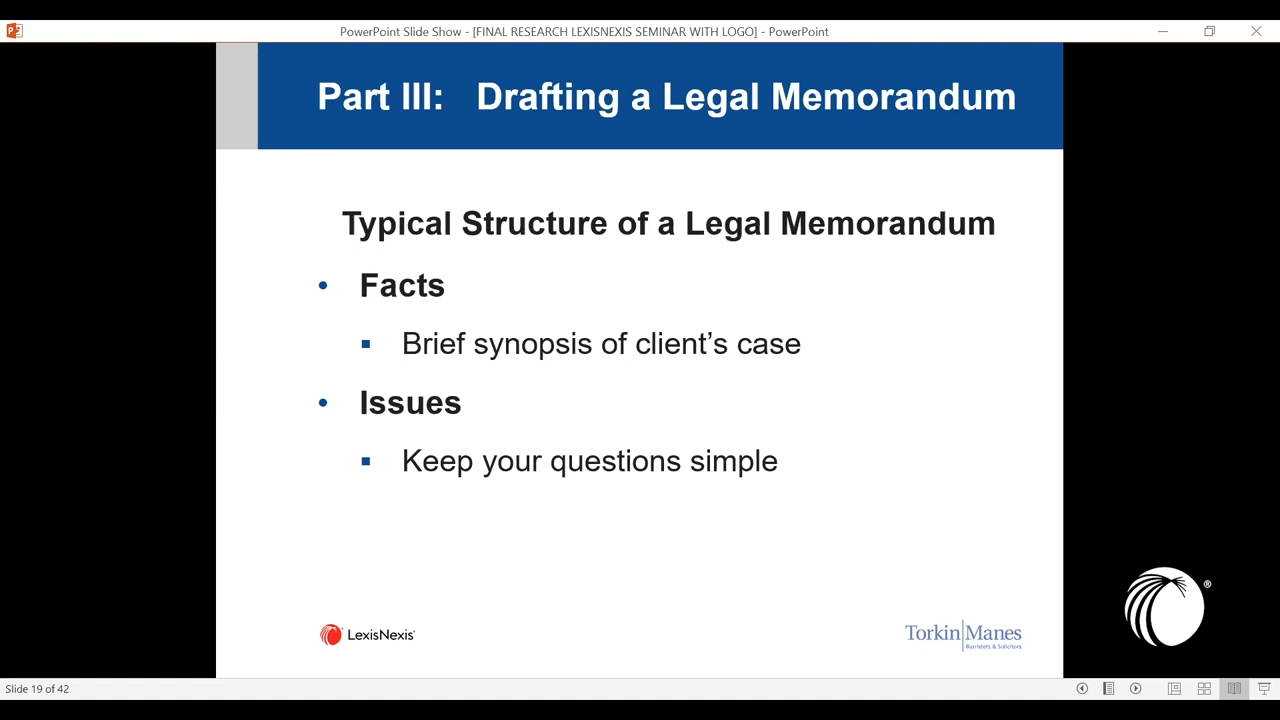 PowerPoint Slide Show - [FINAL RESEARCH LEXISNEXIS SEMINAR WITH LOGO] - PowerPoint
Part III: Drafting a Legal Memorandum
Typical Structure of a Legal Memorandum
• Facts
▪ Brief synopsis of client's case
• Issues
▪ Keep your questions simple
LexisNexis®
Torkin|Manes
Barristers & Solicitors
®
Slide 19 of 42